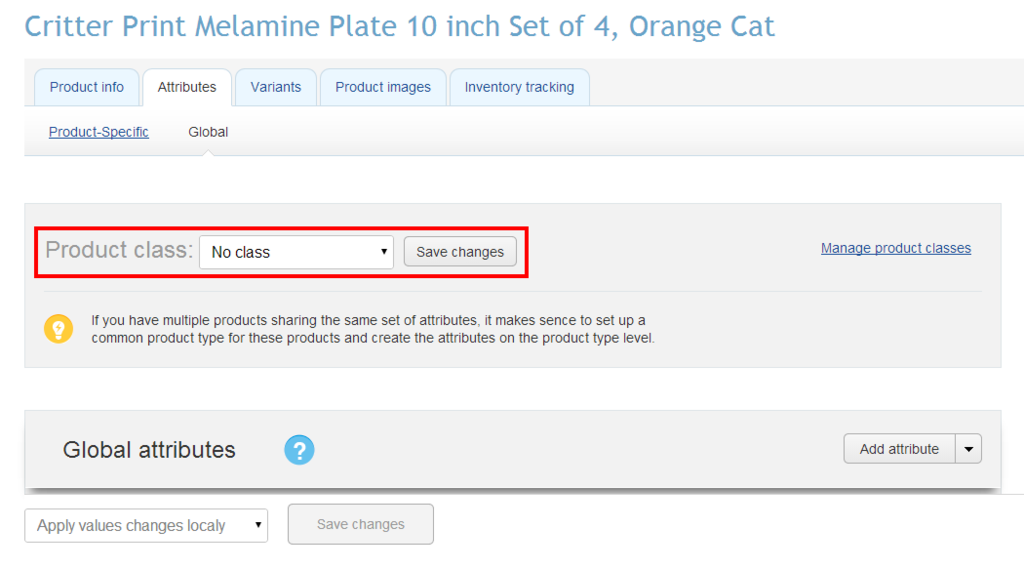 Critter Print Melamine Plate 10 inch Set of 4, Orange Cat
Product info Attributes Variants Product images Inventory tracking
Product-Specific Global
Product class: No class Save changes Manage product classes
If you have multiple products sharing the same set of attributes, it makes sence to set up a
common product type for these products and create the attributes on the product type level.
Global attributes ? Add attribute
Apply values changes localy Save changes